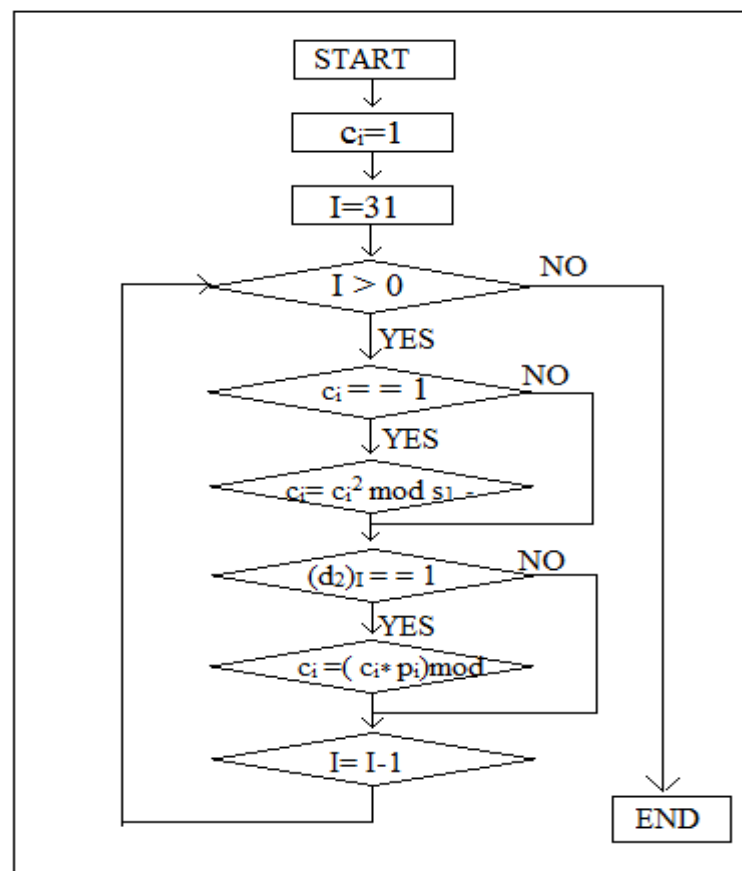 START
cᵢ=1
I=31
I > 0
NO
YES
cᵢ = = 1
NO
YES
cᵢ= cᵢ² mod s₁ -
(d₂)I = = 1
NO
YES
cᵢ =( cᵢ* pᵢ)mod
I= I-1
END